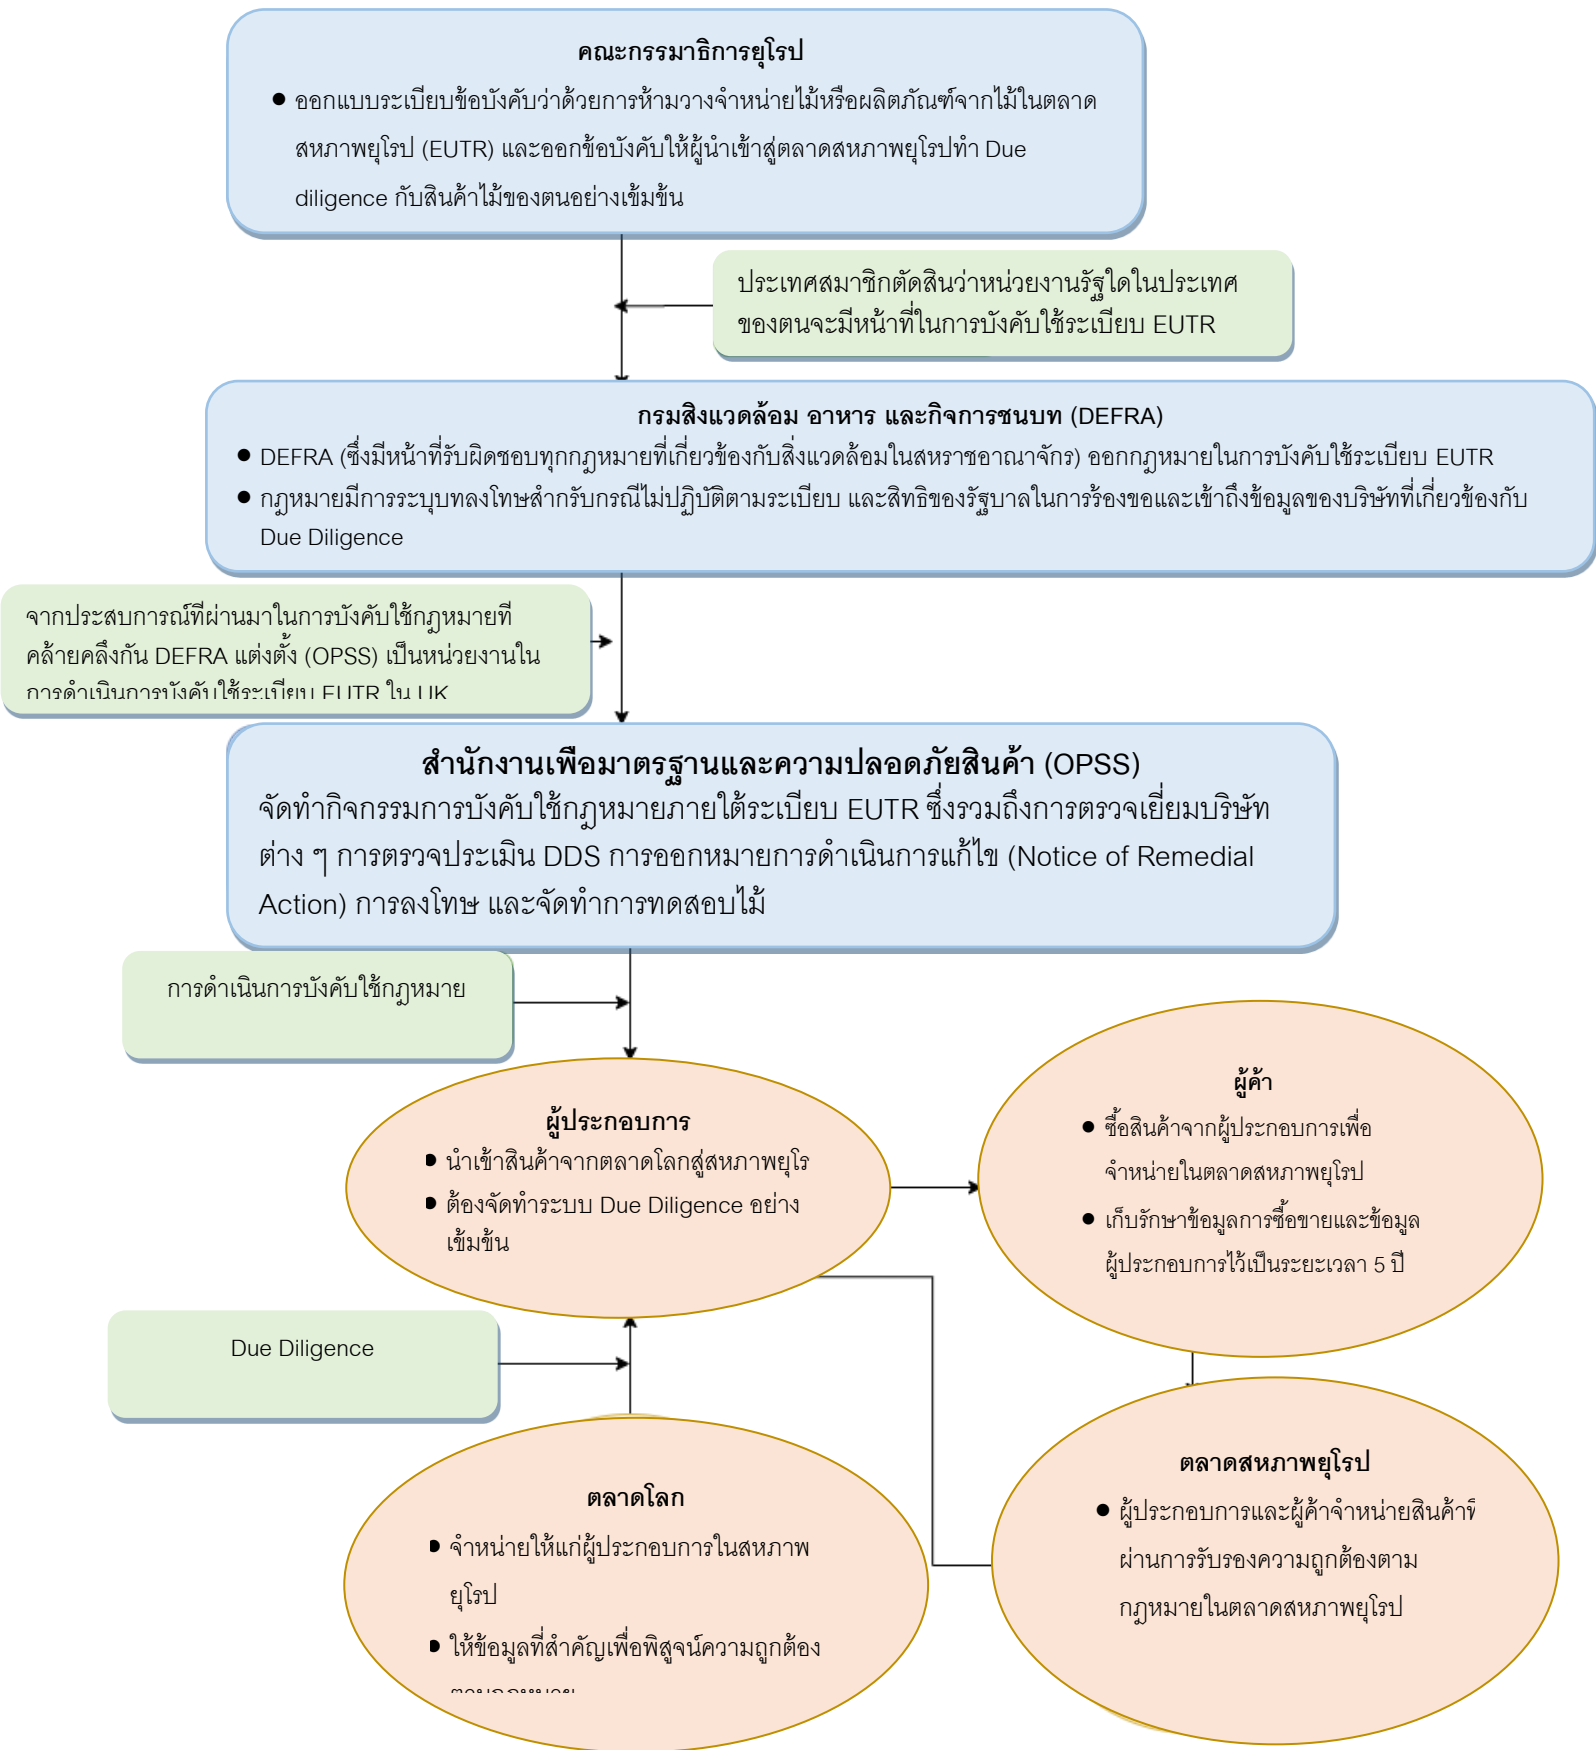 คณะกรรมาธิการยุโรป
● ออกแบบระเบียบข้อบังคับว่าด้วยการห้ามวางจำหน่ายไม้หรือผลิตภัณฑ์จากไม้ในตลาด
สหภาพยุโรป (EUTR) และออกข้อบังคับให้ผู้นำเข้าสู่ตลาดสหภาพยุโรปทำ Due
diligence กับสินค้าไม้ของตนอย่างเข้มข้น
ประเทศสมาชิกตัดสินว่าหน่วยงานรัฐใดในประเทศ
ของตนจะมีหน้าที่ในการบังคับใช้ระเบียบ EUTR
กรมสิงแวดล้อม อาหาร และกิจการชนบท (DEFRA)
● DEFRA (ซึ่งมีหน้าที่รับผิดชอบทุกกฎหมายที่เกี่ยวข้องกับสิ่งแวดล้อมในสหราชอาณาจักร) ออกกฎหมายในการบังคับใช้ระเบียบ EUTR
● กฎหมายมีการระบุบทลงโทษสำกรับกรณีไม่ปฏิบัติตามระเบียบ และสิทธิของรัฐบาลในการร้องขอและเข้าถึงข้อมูลของบริษัทที่เกี่ยวข้องกับ
Due Diligence
จากประสบการณ์ที่ผ่านมาในการบังคับใช้กฎหมายที่
คล้ายคลึงกัน DEFRA แต่งตั้ง (OPSS) เป็นหน่วยงานใน
การดำเนินการบังคับใช้ระเบียบ EUTR ใน UK
สำนักงานเพือมาตรฐานและความปลอดภัยสินค้า (OPSS)
จัดทำกิจกรรมการบังคับใช้กฎหมายภายใต้ระเบียบ EUTR ซึ่งรวมถึงการตรวจเยี่ยมบริษัท
ต่าง ๆ การตรวจประเมิน DDS การออกหมายการดำเนินการแก้ไข (Notice of Remedial
Action) การลงโทษ และจัดทำการทดสอบไม้
การดำเนินการบังคับใช้กฎหมาย
ผู้ประกอบการ
● นำเข้าสินค้าจากตลาดโลกสู่สหภาพยุโร
● ต้องจัดทำระบบ Due Diligence อย่าง
เข้มข้น
ผู้ค้า
● ซื้อสินค้าจากผู้ประกอบการเพื่อ
จำหน่ายในตลาดสหภาพยุโรป
● เก็บรักษาข้อมูลการซื้อขายและข้อมูล
ผู้ประกอบการไว้เป็นระยะเวลา 5 ปี
Due Diligence
ตลาดโลก
● จำหน่ายให้แก่ผู้ประกอบการในสหภาพ
ยุโรป
● ให้ข้อมูลที่สำคัญเพื่อพิสูจน์ความถูกต้อง
ตลาดสหภาพยุโรป
● ผู้ประกอบการและผู้ค้าจำหน่ายสินค้าที่
ผ่านการรับรองความถูกต้องตาม
กฎหมายในตลาดสหภาพยุโรป